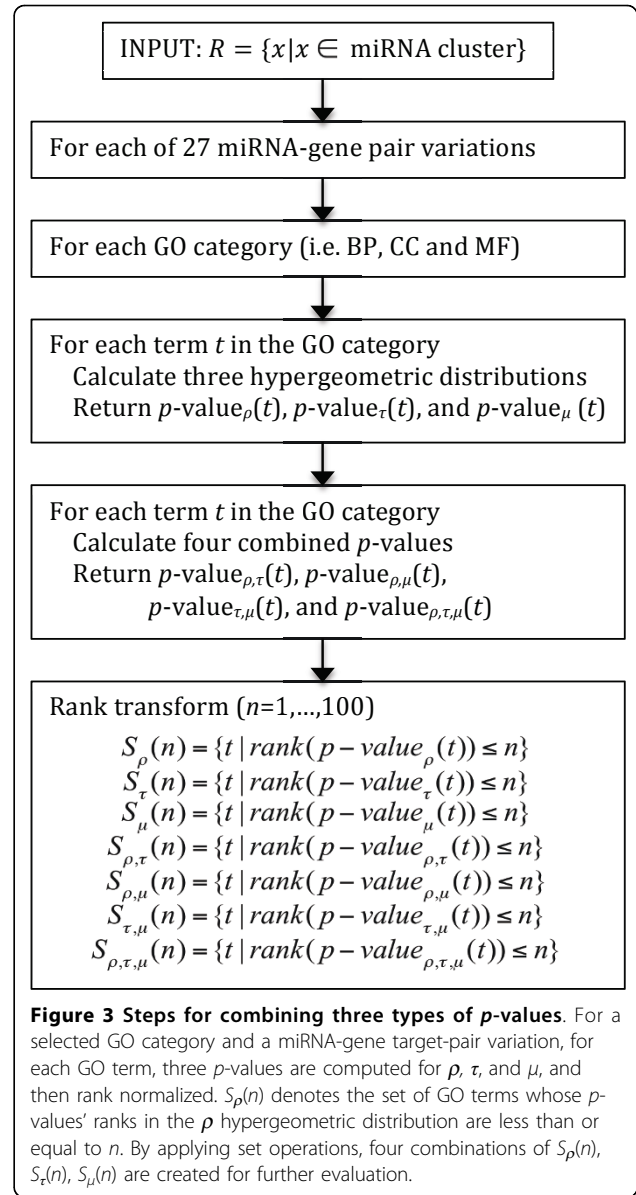 INPUT: R = {x|x ∈ miRNA cluster}
For each of 27 miRNA-gene pair variations
For each GO category (i.e. BP, CC and MF)
For each term t in the GO category
Calculate three hypergeometric distributions
Return p-valueρ(t), p-valueτ(t), and p-valueμ (t)
For each term t in the GO category
Calculate four combined p-values
Return p-valueρ,τ(t), p-valueρ,μ(t),
p-valueτ,μ(t), and p-valueρ,τ,μ(t)
Rank transform (n=1,...,100)
Sρ(n) = {t | rank(p − valueρ(t)) ≤ n}
Sτ(n) = {t | rank(p − valueτ(t)) ≤ n}
Sμ(n) = {t | rank(p − valueμ(t)) ≤ n}
Sρ,τ(n) = {t | rank(p − valueρ,τ(t)) ≤ n}
Sρ,μ(n) = {t | rank(p − valueρ,μ(t)) ≤ n}
Sτ,μ(n) = {t | rank(p − valueτ,μ(t)) ≤ n}
Sρ,τ,μ(n) = {t | rank(p − valueρ,τ,μ(t)) ≤ n}
Figure 3 Steps for combining three types of p-values. For a
selected GO category and a miRNA-gene target-pair variation, for
each GO term, three p-values are computed for ρ, τ, and μ, and
then rank normalized. Sρ(n) denotes the set of GO terms whose p-
values' ranks in the ρ hypergeometric distribution are less than or
equal to n. By applying set operations, four combinations of Sρ(n),
Sτ(n), Sμ(n) are created for further evaluation.